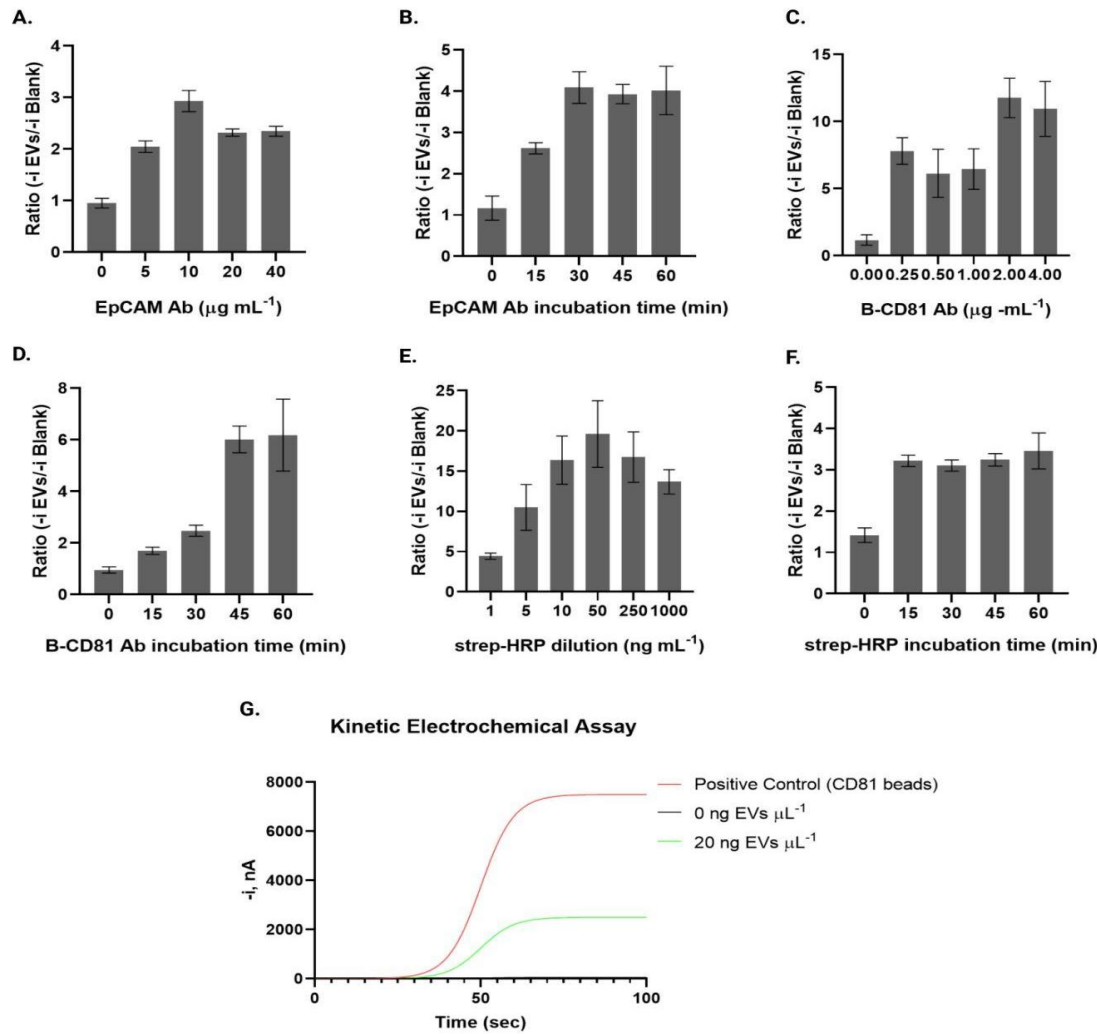 A.
Ratio (-i EVs/-i Blank)
4
3
2
1
0
0 5 10 20 40
EpCAM Ab (μg mL⁻¹)
B.
Ratio (-i EVs/-i Blank)
5
4
3
2
1
0
0 15 30 45 60
EpCAM Ab incubation time (min)
C.
Ratio (-i EVs/-i Blank)
15
10
5
0
0.00 0.25 0.50 1.00 2.00 4.00
B-CD81 Ab (μg -mL⁻¹)
D.
Ratio (-i EVs/-i Blank)
8
6
4
2
0
0 15 30 45 60
B-CD81 Ab incubation time (min)
E.
Ratio (-i EVs/-i Blank)
25
20
15
10
5
0
1 5 10 50 250 1000
strep-HRP dilution (ng mL⁻¹)
F.
Ratio (-i EVs/-i Blank)
5
4
3
2
1
0
0 15 30 45 60
strep-HRP incubation time (min)
G.
Kinetic Electrochemical Assay
-i, nA
8000
6000
4000
2000
0
0 50 100
Time (sec)
Positive Control (CD81 beads)
0 ng EVs μL⁻¹
20 ng EVs μL⁻¹